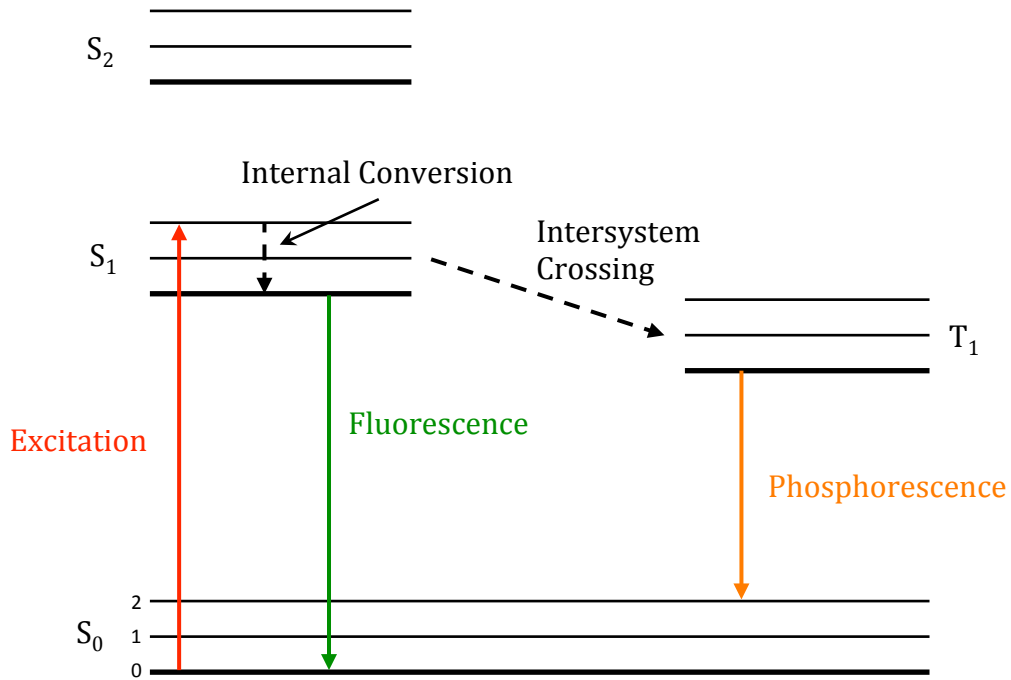 S₂
Internal Conversion
S₁
Intersystem
Crossing
T₁
Excitation
Fluorescence
Phosphorescence
S₀
2
1
0